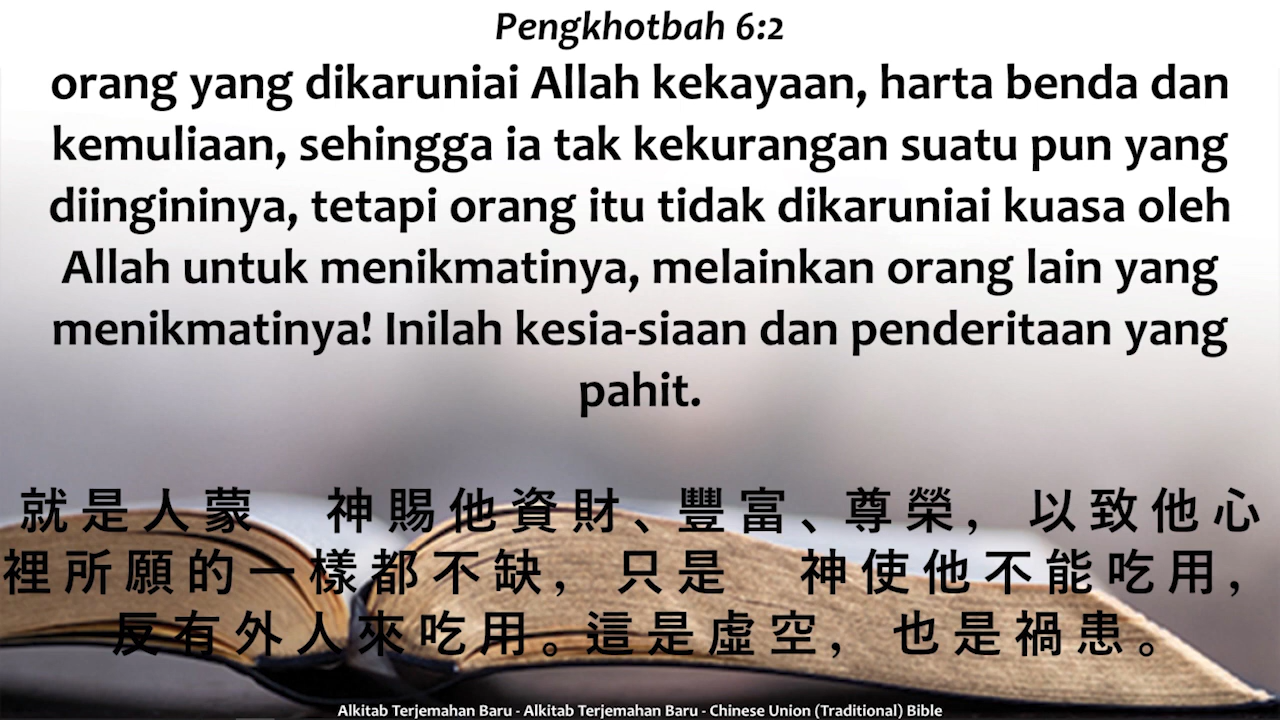 Pengkhotbah 6:2
orang yang dikaruniai Allah kekayaan, harta benda dan
kemuliaan, sehingga ia tak kekurangan suatu pun yang
diingininya, tetapi orang itu tidak dikaruniai kuasa oleh
Allah untuk menikmatinya, melainkan orang lain yang
menikmatinya! Inilah kesia-siaan dan penderitaan yang
pahit.
就 是 人 蒙 　 神 賜 他 資 財 、 豐 富 、 尊 榮 ， 以 致 他 心
裡 所 願 的 一 樣 都 不 缺 ， 只 是 　 神 使 他 不 能 吃 用 ，
反 有 外 人 來 吃 用 。 這 是 虛 空 ， 也 是 禍 患 。
Alkitab Terjemahan Baru - Alkitab Terjemahan Baru - Chinese Union (Traditional) Bible